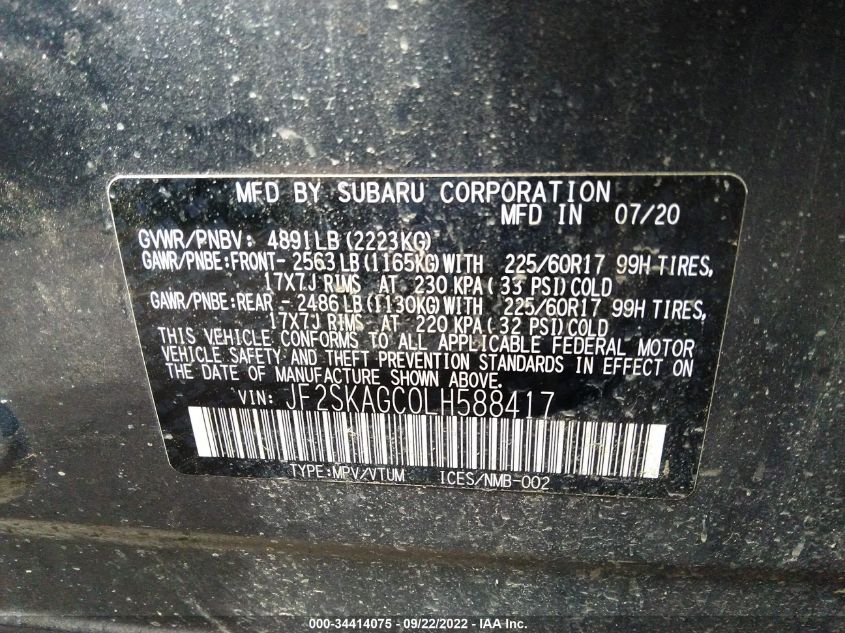 MFD BY SUBARU CORPORATION
MFD IN 07/20
GVWR/PNBV: 4891LB(2223KG)
GAWR/PNBE:FRONT- 2563LB(1165KG)WITH 225/60R17 99H TIRES,
17X7J RIMS AT 230 KPA( 33 PSI)COLD
GAWR/PNBE:REAR - 2486LB(1130KG)WITH 225/60R17 99H TIRES,
17X7J RIMS AT 220 KPA( 32 PSI)COLD
THIS VEHICLE CONFORMS TO ALL APPLICABLE FEDERAL MOTOR
VEHICLE SAFETY AND THEFT PREVENTION STANDARDS IN EFFECT ON
THE DATE OF MANUFACTURE SHOWN ABOVE.
VIN: JF2SKAGC0LH588417
TYPE:MPV/VTUM ICES/NMB-002
000-34414075 - 09/22/2022 - IAA Inc.